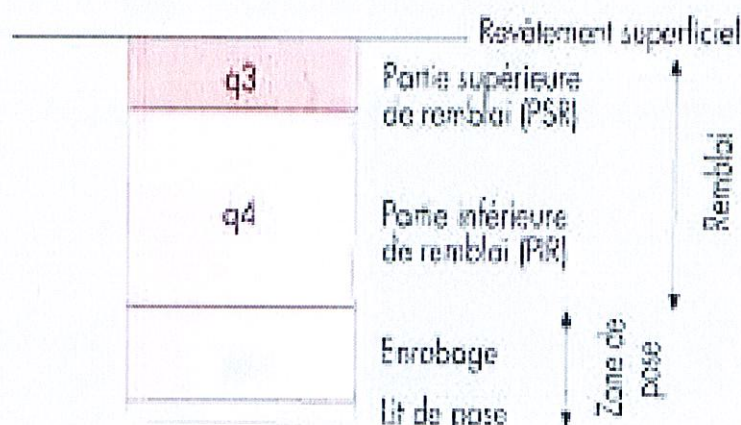 Revêtement superficiel
q3
Partie supérieure
de remblai (PSR)
q4
Partie inférieure
de remblai (PIR)
Remblai
Enrobage
Lit de pose
Zone de
pose